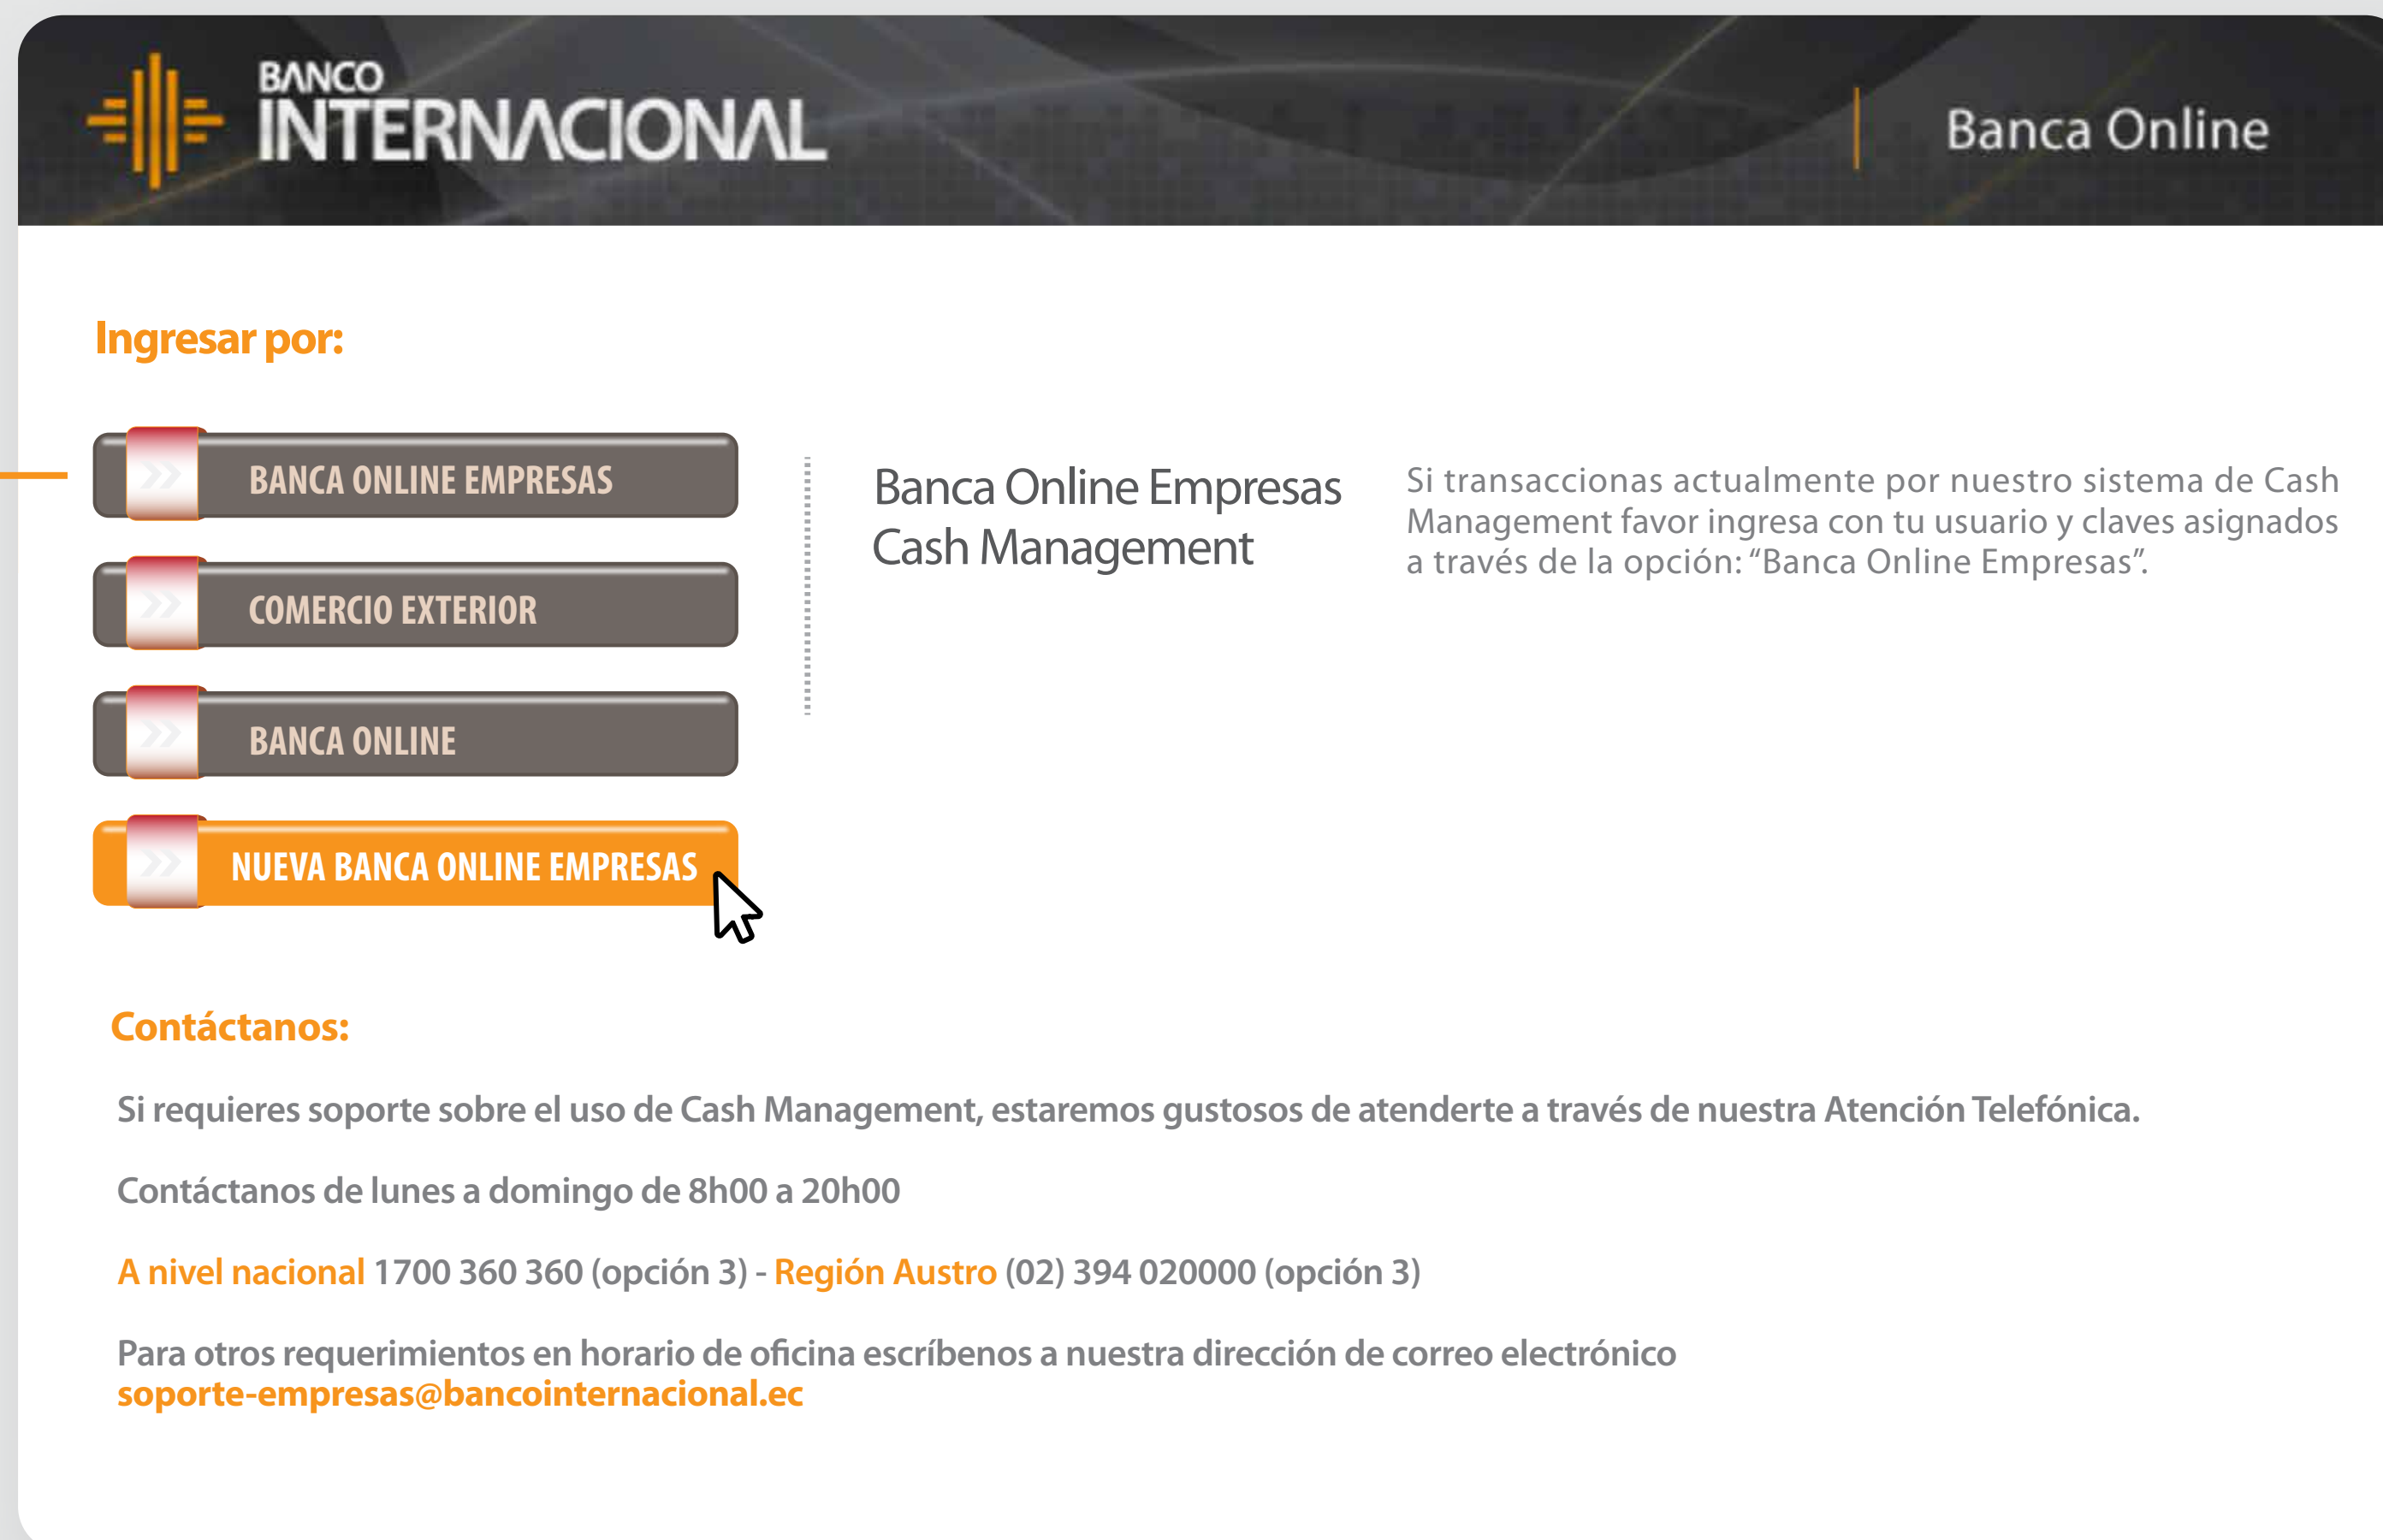 BANCO
INTERNACIONAL
Banca Online
Ingresar por:
BANCA ONLINE EMPRESAS
COMERCIO EXTERIOR
BANCA ONLINE
NUEVA BANCA ONLINE EMPRESAS
Banca Online Empresas
Cash Management
Si transaccionas actualmente por nuestro sistema de Cash
Management favor ingresa con tu usuario y claves asignados
a través de la opción: “Banca Online Empresas”.
Contáctanos:
Si requieres soporte sobre el uso de Cash Management, estaremos gustosos de atenderte a través de nuestra Atención Telefónica.
Contáctanos de lunes a domingo de 8h00 a 20h00
A nivel nacional 1700 360 360 (opción 3) - Región Austro (02) 394 020000 (opción 3)
Para otros requerimientos en horario de oficina escríbenos a nuestra dirección de correo electrónico
soporte-empresas@bancointernacional.ec